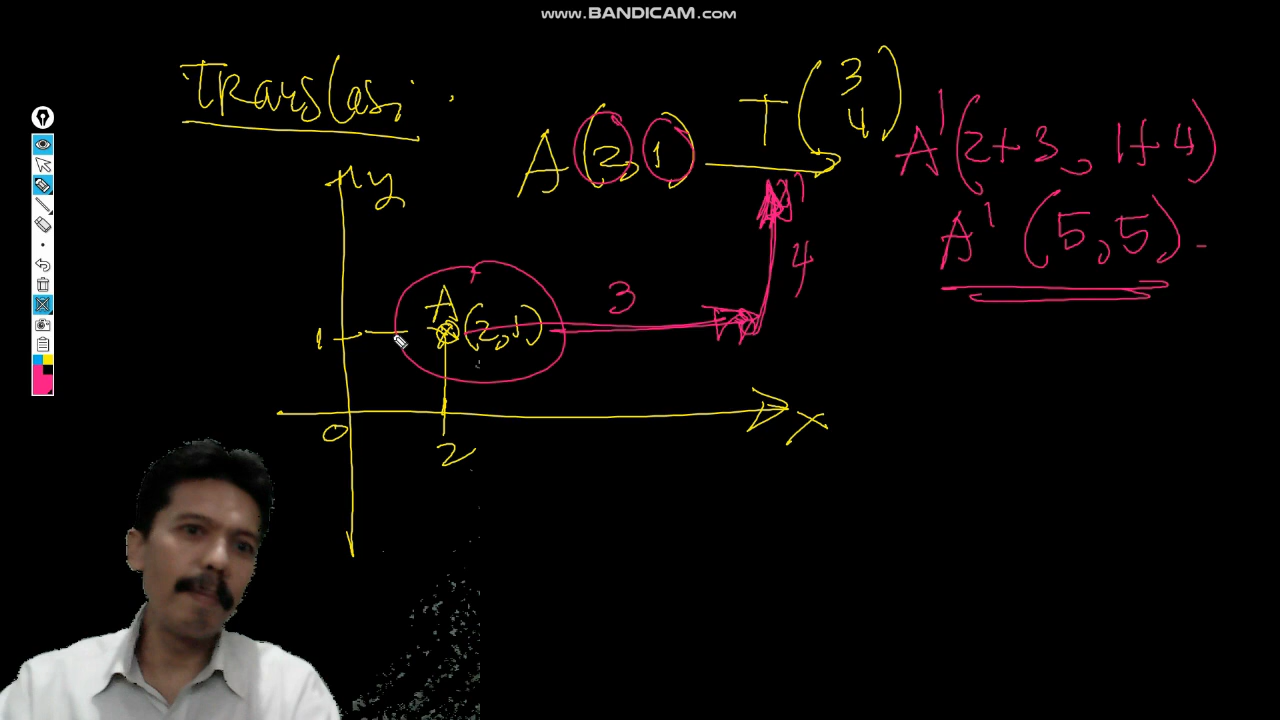 www.BANDICAM.com
Translasi :
A (2, 1) T (3 4) A' (2+3, 1+4)
A' (5, 5)
y
3
4
A (2, 1)
1
0
2
x